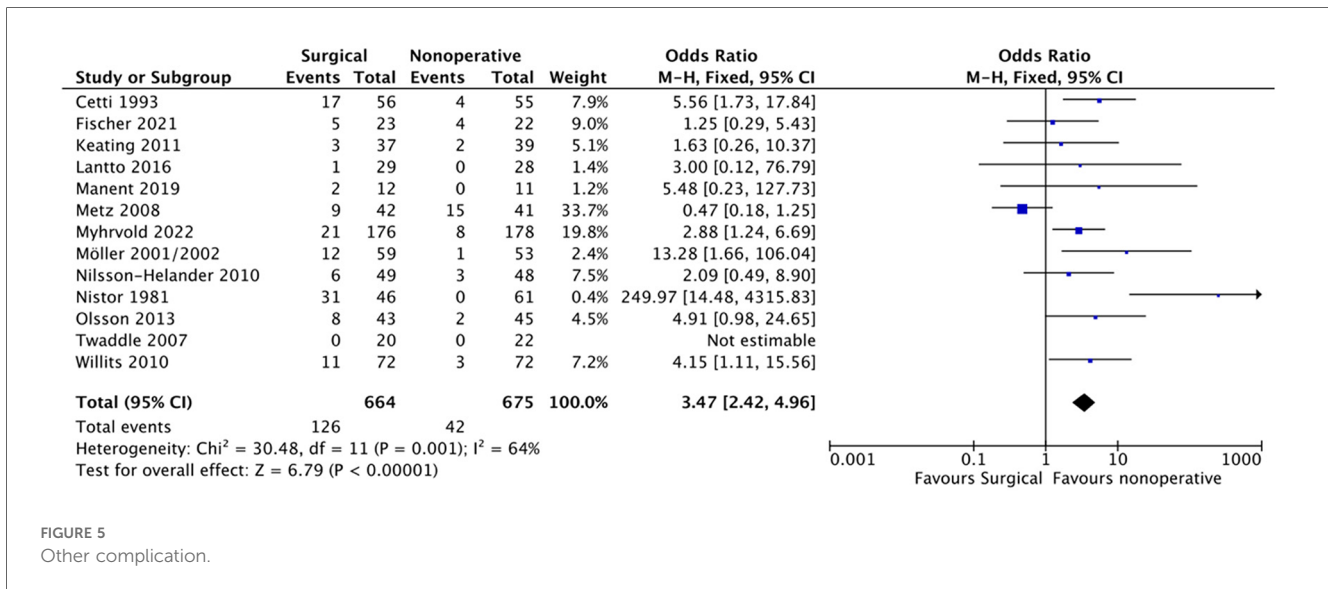 Surgical Nonoperative Odds Ratio Odds Ratio
Study or Subgroup Events Total Events Total Weight M-H, Fixed, 95% CI M-H, Fixed, 95% CI
Cetti 1993 17 56 4 55 7.9% 5.56 [1.73, 17.84]
Fischer 2021 5 23 4 22 9.0% 1.25 [0.29, 5.43]
Keating 2011 3 37 2 39 5.1% 1.63 [0.26, 10.37]
Lantto 2016 1 29 0 28 1.4% 3.00 [0.12, 76.79]
Manent 2019 2 12 0 11 1.2% 5.48 [0.23, 127.73]
Metz 2008 9 42 15 41 33.7% 0.47 [0.18, 1.25]
Myhrvold 2022 21 176 8 178 19.8% 2.88 [1.24, 6.69]
Möller 2001/2002 12 59 1 53 2.4% 13.28 [1.66, 106.04]
Nilsson-Helander 2010 6 49 3 48 7.5% 2.09 [0.49, 8.90]
Nistor 1981 31 46 0 61 0.4% 249.97 [14.48, 4315.83]
Olsson 2013 8 43 2 45 4.5% 4.91 [0.98, 24.65]
Twaddle 2007 0 20 0 22 Not estimable
Willits 2010 11 72 3 72 7.2% 4.15 [1.11, 15.56]
Total (95% CI) 664 675 100.0% 3.47 [2.42, 4.96]
Total events 126 42
Heterogeneity: Chi² = 30.48, df = 11 (P = 0.001); I² = 64%
Test for overall effect: Z = 6.79 (P < 0.00001)
0.001 0.1 1 10 1000
Favours Surgical Favours nonoperative
FIGURE 5
Other complication.